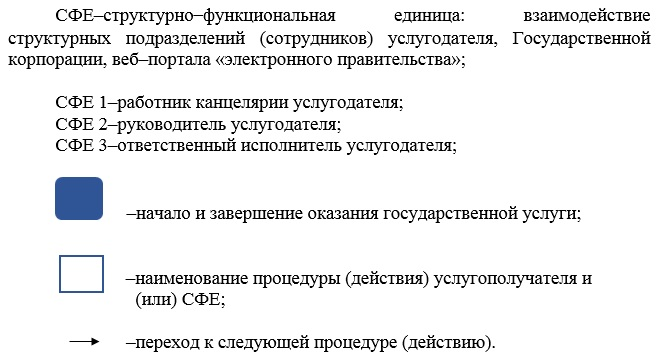 СФЕ–структурно–функциональная единица: взаимодействие
структурных подразделений (сотрудников) услугодателя, Государственной
корпорации, веб–портала «электронного правительства»;
СФЕ 1–работник канцелярии услугодателя;
СФЕ 2–руководитель услугодателя;
СФЕ 3–ответственный исполнитель услугодателя;
–начало и завершение оказания государственной услуги;
–наименование процедуры (действия) услугополучателя и
(или) СФЕ;
–переход к следующей процедуре (действию).